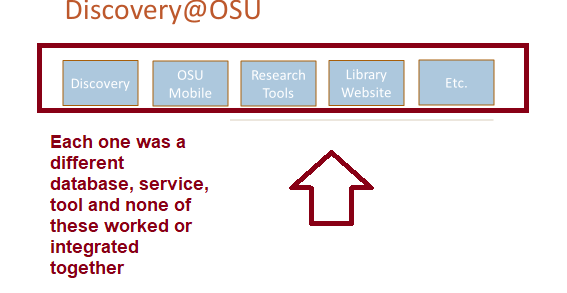 Discovery@OSU
Discovery
OSU
Mobile
Research
Tools
Library
Website
Etc.
Each one was a
different
database, service,
tool and none of
these worked or
integrated
together